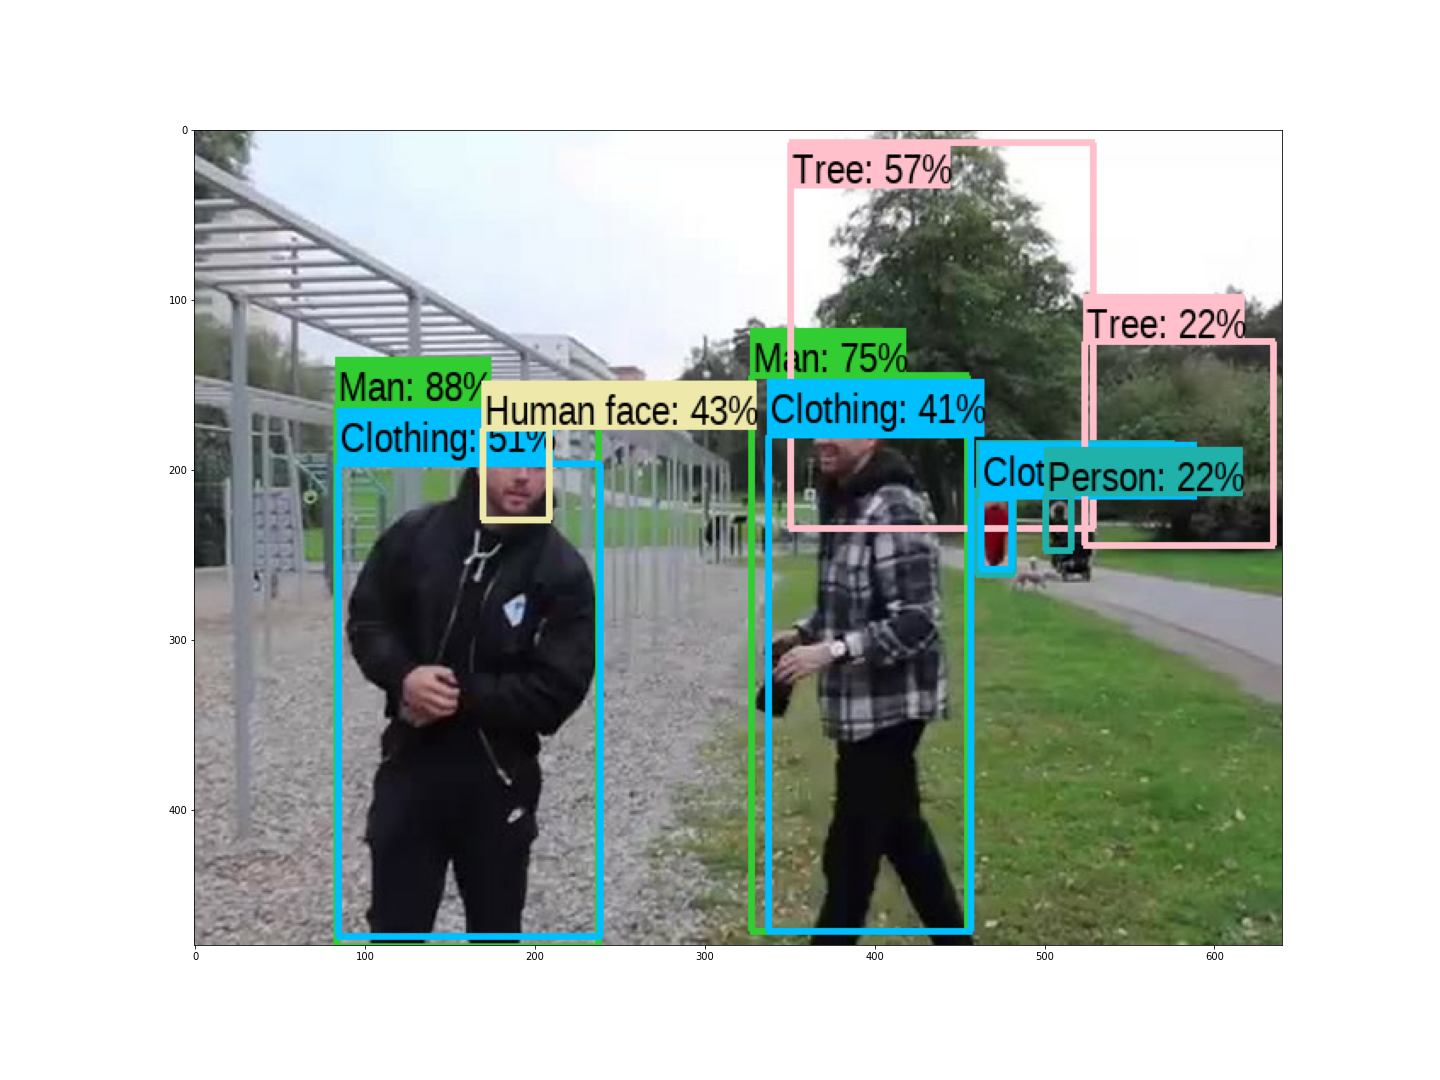 Tree: 57%
Tree: 22%
Man: 75%
Man: 88%
Human face: 43%
Clothing: 41%
Clothing: 51%
Person: 22%
0
100
200
300
400
0
100
200
300
400
500
600